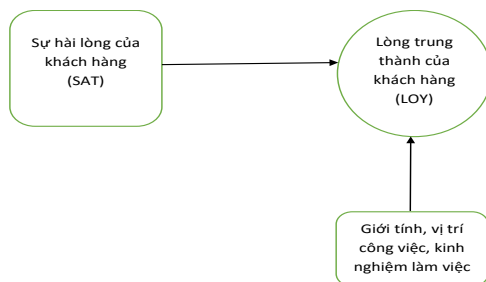 Sự hài lòng của
khách hàng
(SAT)
Lòng trung
thành của
khách hàng
(LOY)
Giới tính, vị trí
công việc, kinh
nghiệm làm việc